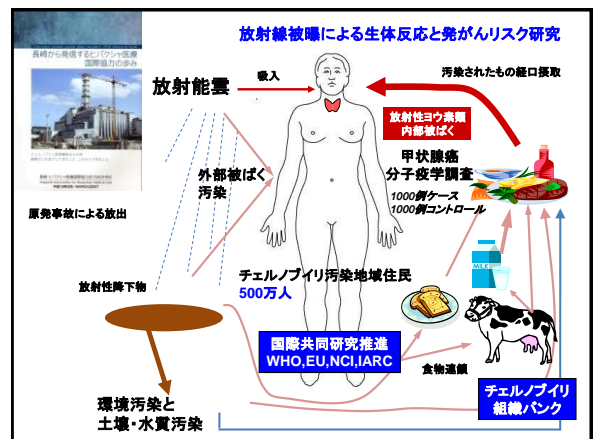 放射線被曝による生体反応と発がんリスク研究
長崎から発信するヒバクシャ医療
国際協力の歩み
放射能雲
吸入
汚染されたもの経口摂取
放射性ヨウ素類
内部被ばく
甲状腺癌
分子疫学調査
1000例ケース
1000例コントロール
外部被ばく
汚染
原発事故による放出
チェルノブイリ汚染地域住民
500万人
MILK
放射性降下物
国際共同研究推進
WHO,EU,NCI,IARC
食物連鎖
チェルノブイリ
組織バンク
環境汚染と
土壌・水質汚染